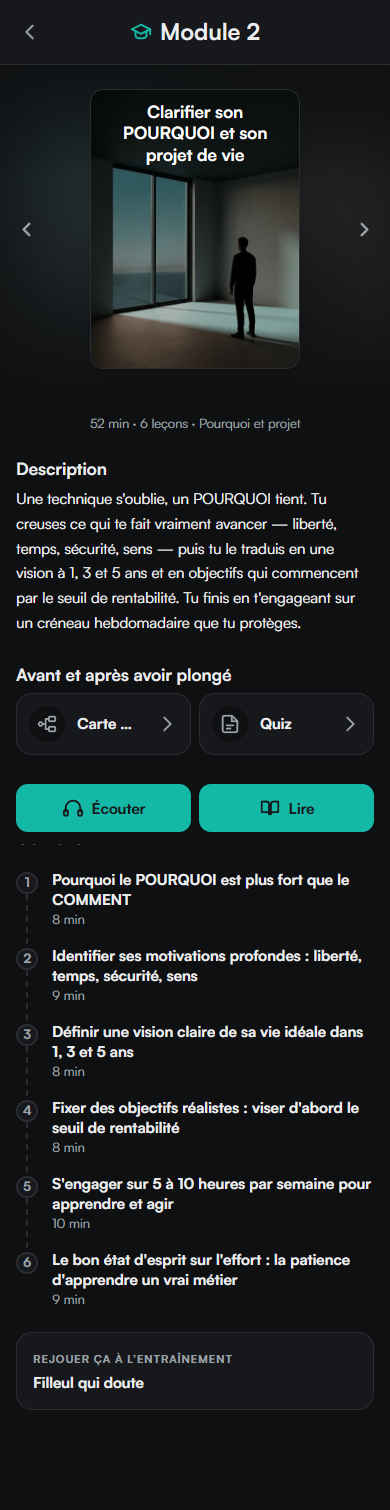 Module 2
Clarifier son
POURQUOI et son
projet de vie
52 min · 6 leçons · Pourquoi et projet
Description
Une technique s'oublie, un POURQUOI tient. Tu
creuses ce qui te fait vraiment avancer — liberté,
temps, sécurité, sens — puis tu le traduis en une
vision à 1, 3 et 5 ans et en objectifs qui commencent
par le seuil de rentabilité. Tu finis en t'engageant sur
un créneau hebdomadaire que tu protèges.
Avant et après avoir plongé
Carte ...
Quiz
Écouter
Lire
1
Pourquoi le POURQUOI est plus fort que le
COMMENT
8 min
2
Identifier ses motivations profondes : liberté,
temps, sécurité, sens
9 min
3
Définir une vision claire de sa vie idéale dans
1, 3 et 5 ans
8 min
4
Fixer des objectifs réalistes : viser d'abord le
seuil de rentabilité
8 min
5
S'engager sur 5 à 10 heures par semaine pour
apprendre et agir
10 min
6
Le bon état d'esprit sur l'effort : la patience
d'apprendre un vrai métier
9 min
REJOUER ÇA À L'ENTRAÎNEMENT
Filleul qui doute